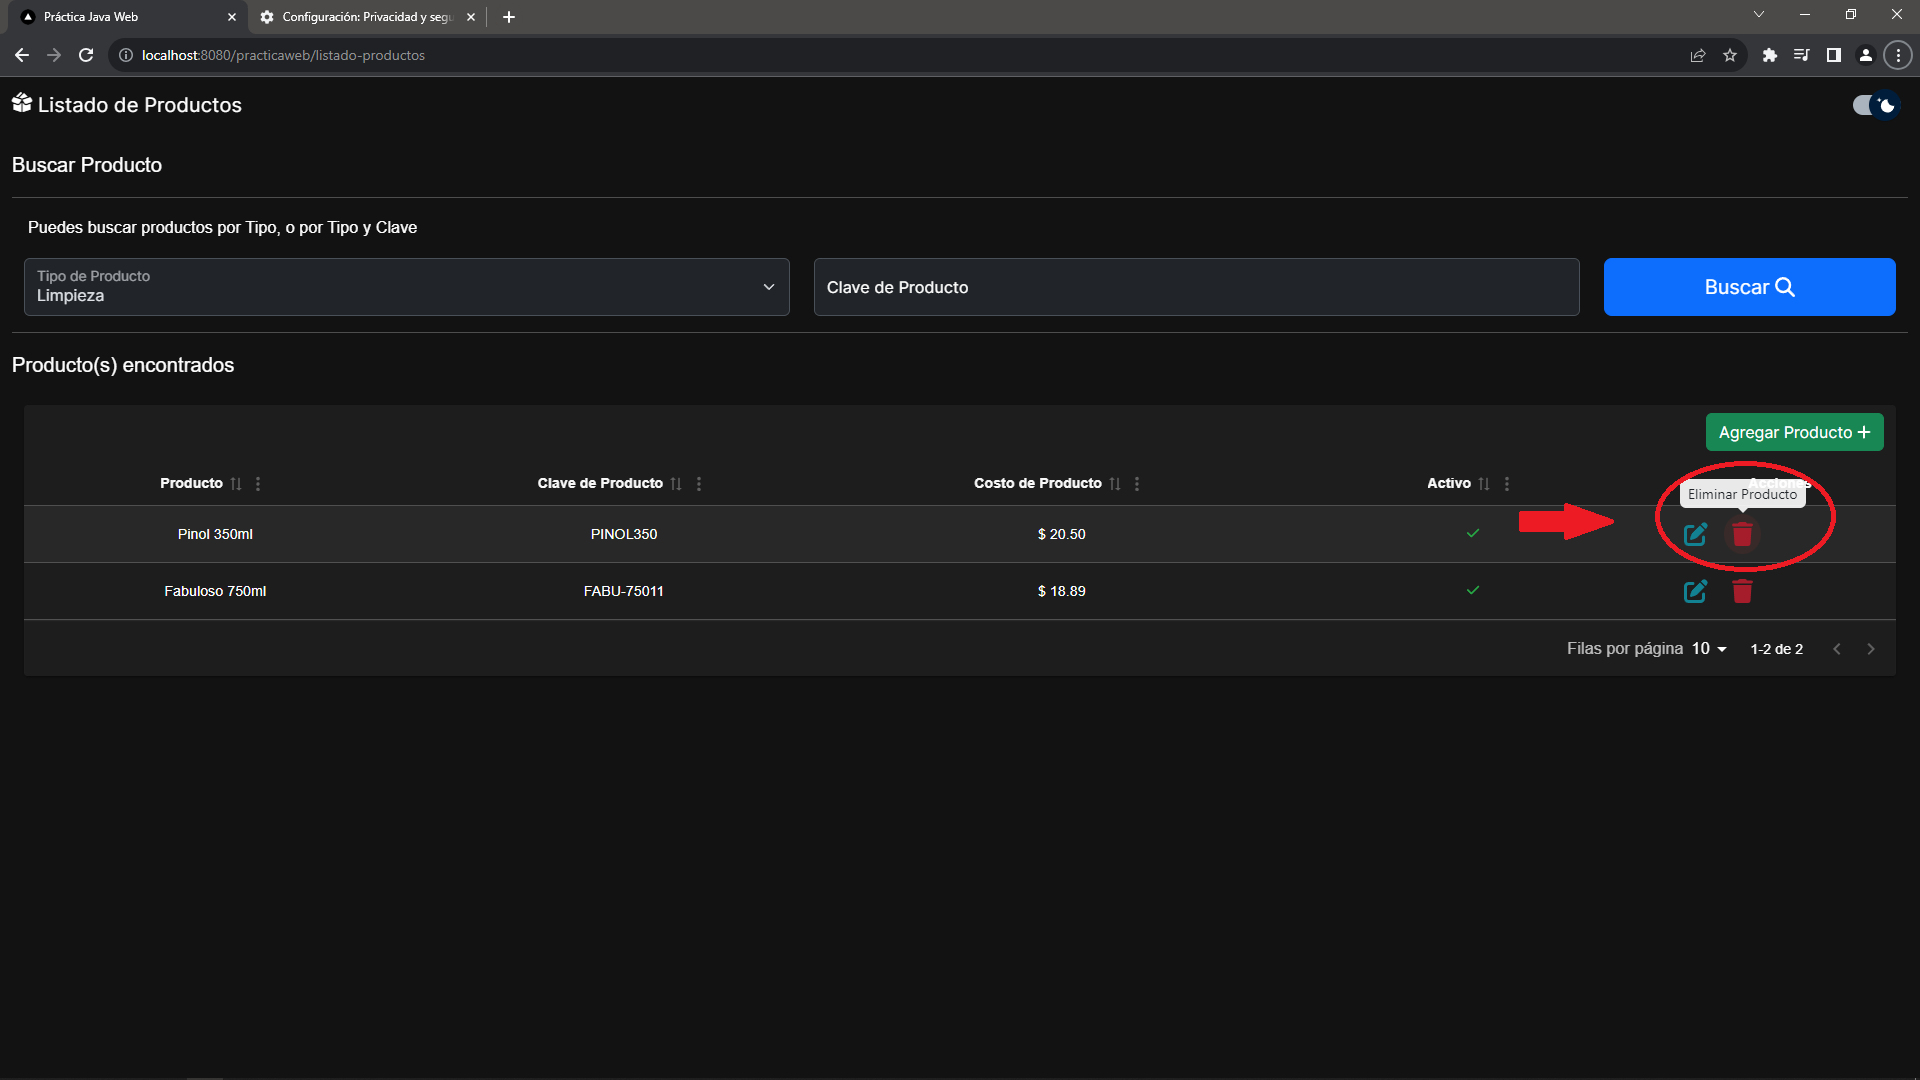 Práctica Java Web
Configuración: Privacidad y segu
localhost:8080/practicaweb/listado-productos
Listado de Productos
Buscar Producto
Puedes buscar productos por Tipo, o por Tipo y Clave
Tipo de Producto
Limpieza
Clave de Producto
Buscar
Producto(s) encontrados
Agregar Producto +
Producto Clave de Producto Costo de Producto Activo Acciones
Eliminar Producto
Pinol 350ml PINOL350 $ 20.50
Fabuloso 750ml FABU-75011 $ 18.89
Filas por página 10 1-2 de 2